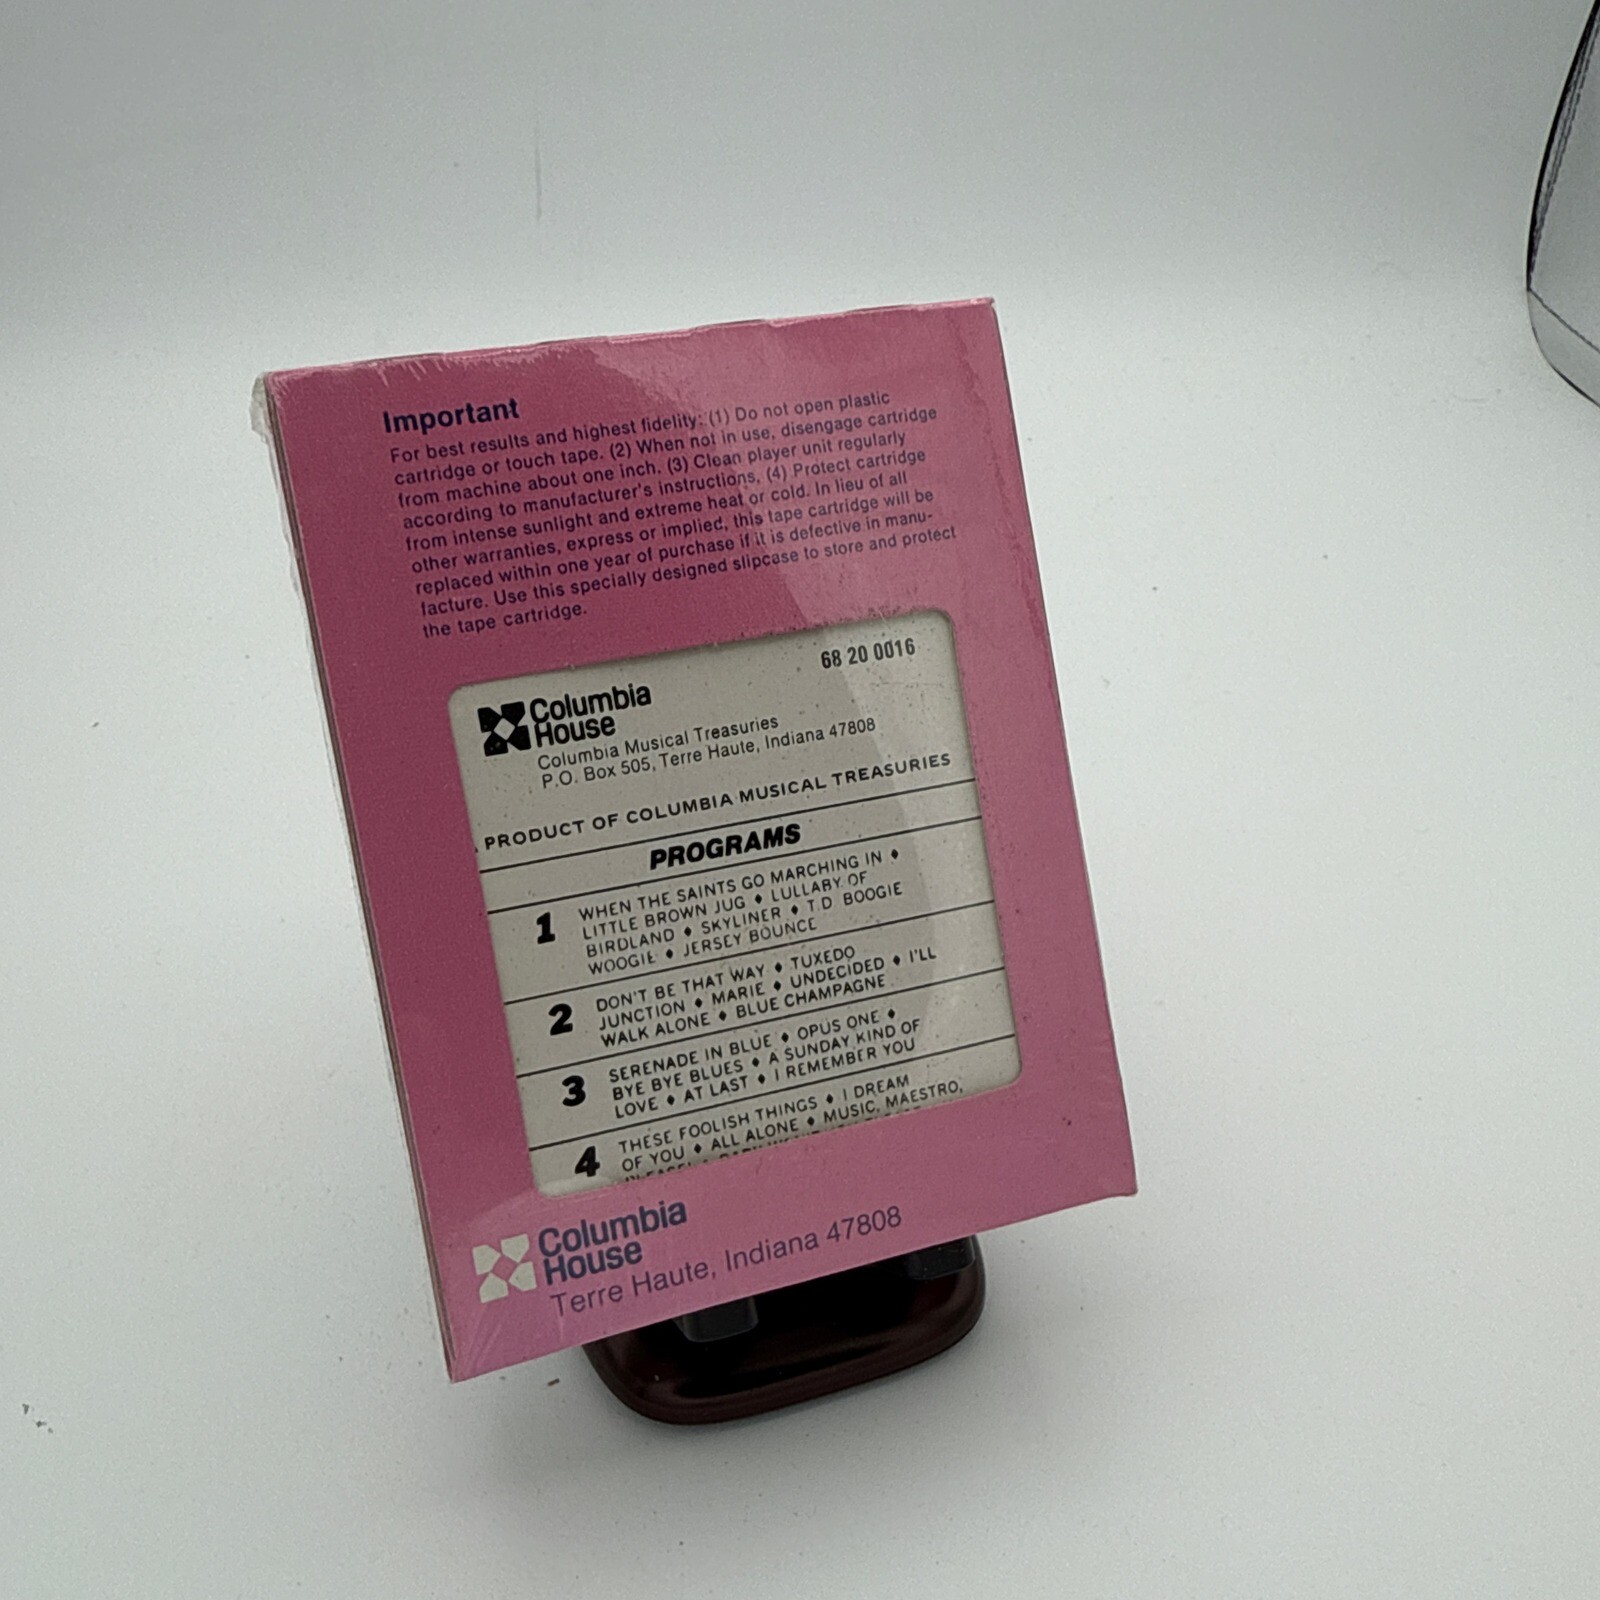 Important
For best results and highest fidelity: (1) Do not open plastic
cartridge or touch tape. (2) When not in use, disengage cartridge
from machine about one inch. (3) Clean player unit regularly
according to manufacturer's instructions. (4) Protect cartridge
from intense sunlight and extreme heat or cold. In lieu of all
other warranties, express or implied, this tape cartridge will be
replaced within one year of purchase if it is defective in manu-
facture. Use this specially designed slipcase to store and protect
the tape cartridge.
68 20 0016
Columbia
House
Columbia Musical Treasuries
P.O. Box 505, Terre Haute, Indiana 47808
PRODUCT OF COLUMBIA MUSICAL TREASURIES
PROGRAMS
1
WHEN THE SAINTS GO MARCHING IN ♦
LITTLE BROWN JUG ♦ LULLABY OF
BIRDLAND ♦ SKYLINER ♦ T.D. BOOGIE
WOOGIE ♦ JERSEY BOUNCE
2
DON'T BE THAT WAY ♦ TUXEDO
JUNCTION ♦ MARIE ♦ UNDECIDED ♦ I'LL
WALK ALONE ♦ BLUE CHAMPAGNE
3
SERENADE IN BLUE ♦ OPUS ONE ♦
BYE BYE BLUES ♦ A SUNDAY KIND OF
LOVE ♦ AT LAST ♦ I REMEMBER YOU
4
THESE FOOLISH THINGS ♦ I DREAM
OF YOU ♦ ALL ALONE ♦ MUSIC, MAESTRO,
Columbia
House
Terre Haute, Indiana 47808